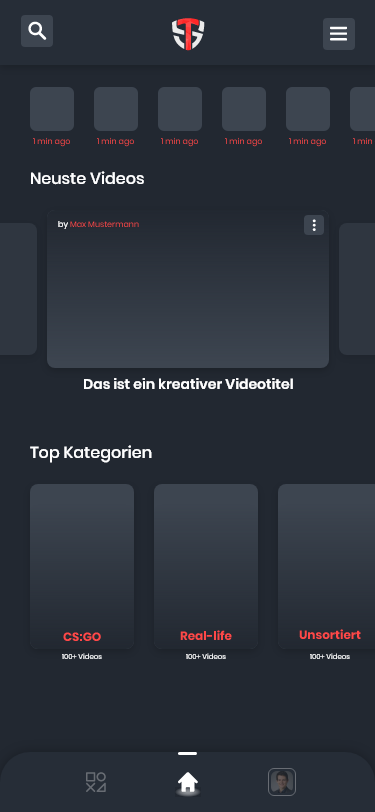 1 min ago 1 min ago 1 min ago 1 min ago 1 min ago 1 min
Neuste Videos
by Max Mustermann
Das ist ein kreativer Videotitel
Top Kategorien
CS:GO Real-life Unsortiert
100+ Videos 100+ Videos 100+ Videos